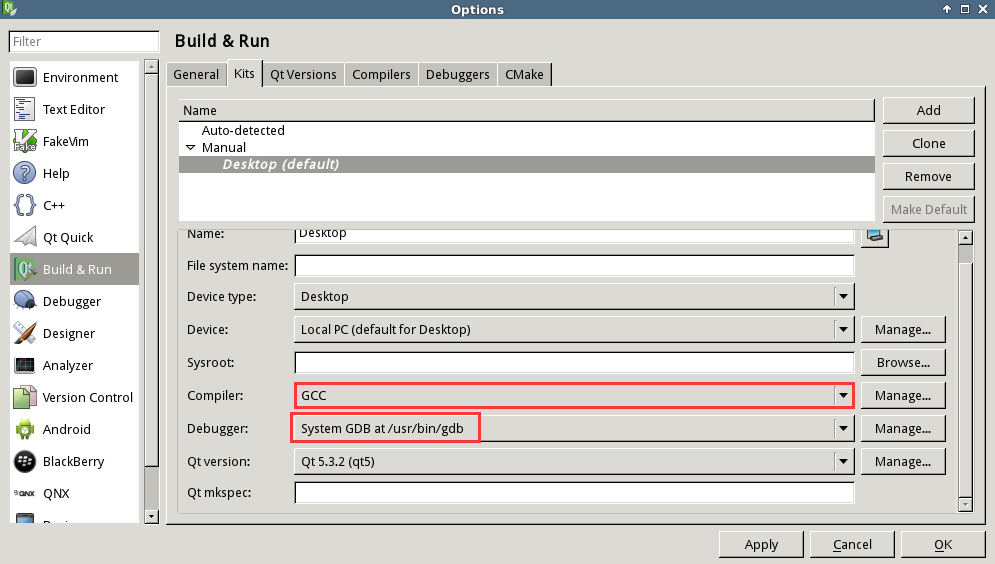 Options
Filter
Environment
Text Editor
FakeVim
Help
C++
Qt Quick
Build & Run
Debugger
Designer
Analyzer
Version Control
Android
BlackBerry
QNX
Build & Run
General Kits Qt Versions Compilers Debuggers CMake
Name
Auto-detected
Manual
Desktop (default)
Add
Clone
Remove
Make Default
Name: Desktop
File system name:
Device type: Desktop
Device: Local PC (default for Desktop) Manage...
Sysroot: Browse...
Compiler: GCC Manage...
Debugger: System GDB at /usr/bin/gdb Manage...
Qt version: Qt 5.3.2 (qt5) Manage...
Qt mkspec:
Apply Cancel OK